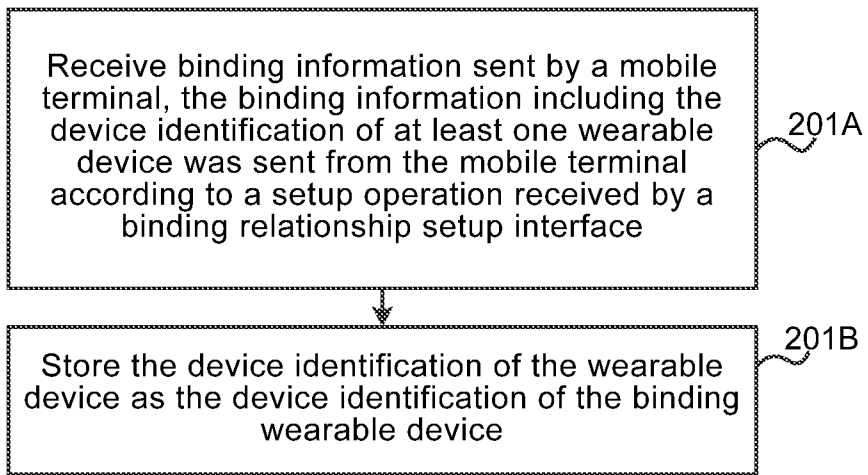 Receive binding information sent by a mobile
terminal, the binding information including the
device identification of at least one wearable
device was sent from the mobile terminal
according to a setup operation received by a
binding relationship setup interface
201A
Store the device identification of the wearable
device as the device identification of the binding
wearable device
201B